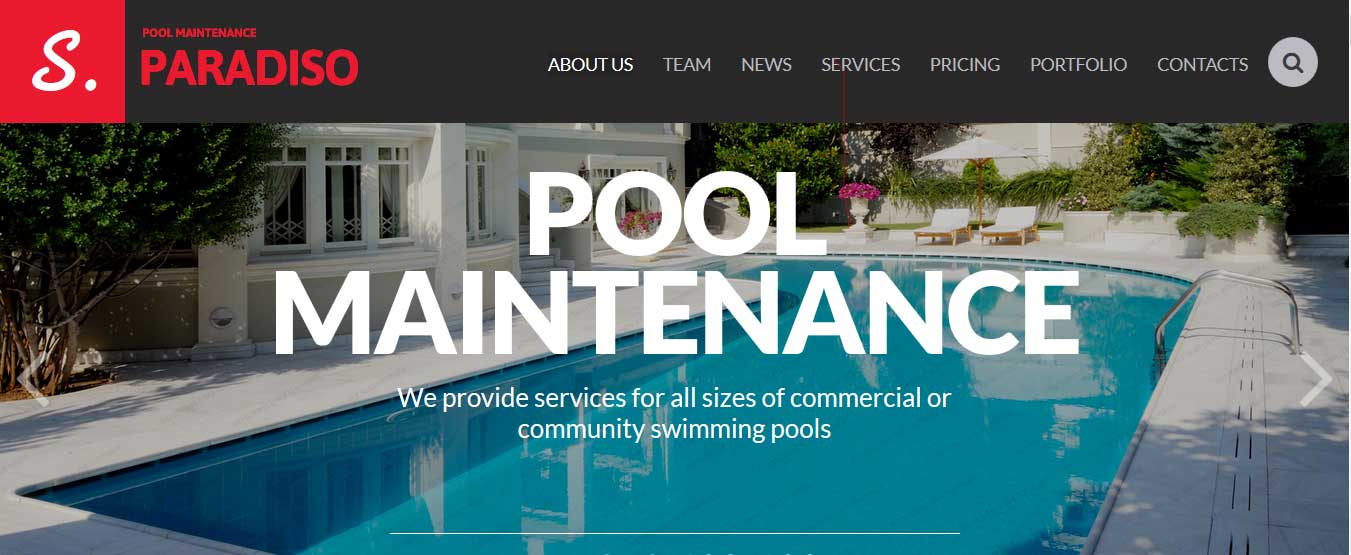 S.
POOL MAINTENANCE
PARADISO
ABOUT US TEAM NEWS SERVICES PRICING PORTFOLIO CONTACTS
POOL
MAINTENANCE
We provide services for all sizes of commercial or
community swimming pools